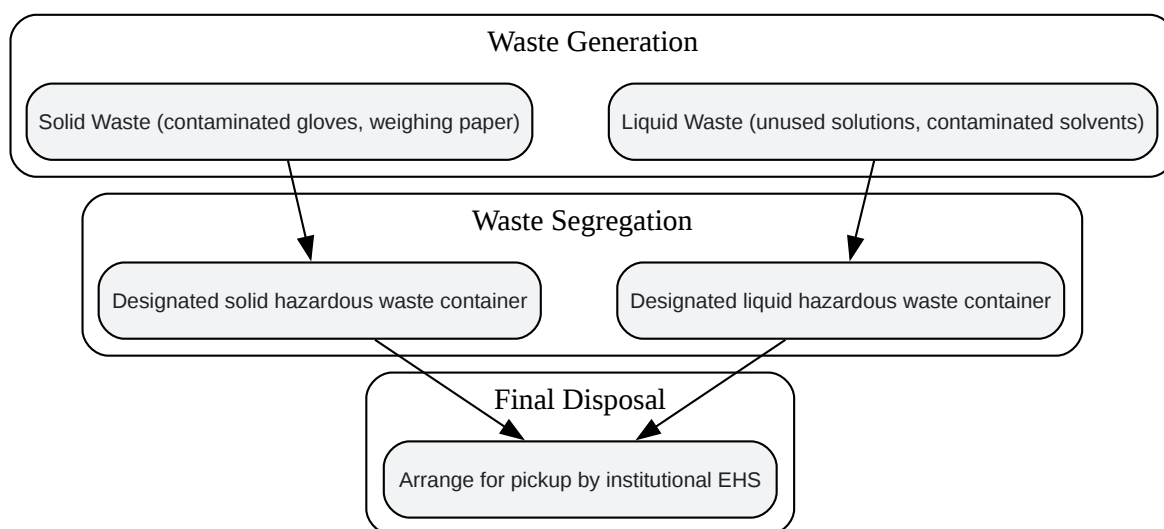 Waste Generation
Solid Waste (contaminated gloves, weighing paper)
Liquid Waste (unused solutions, contaminated solvents)
Waste Segregation
Designated solid hazardous waste container
Designated liquid hazardous waste container
Final Disposal
Arrange for pickup by institutional EHS